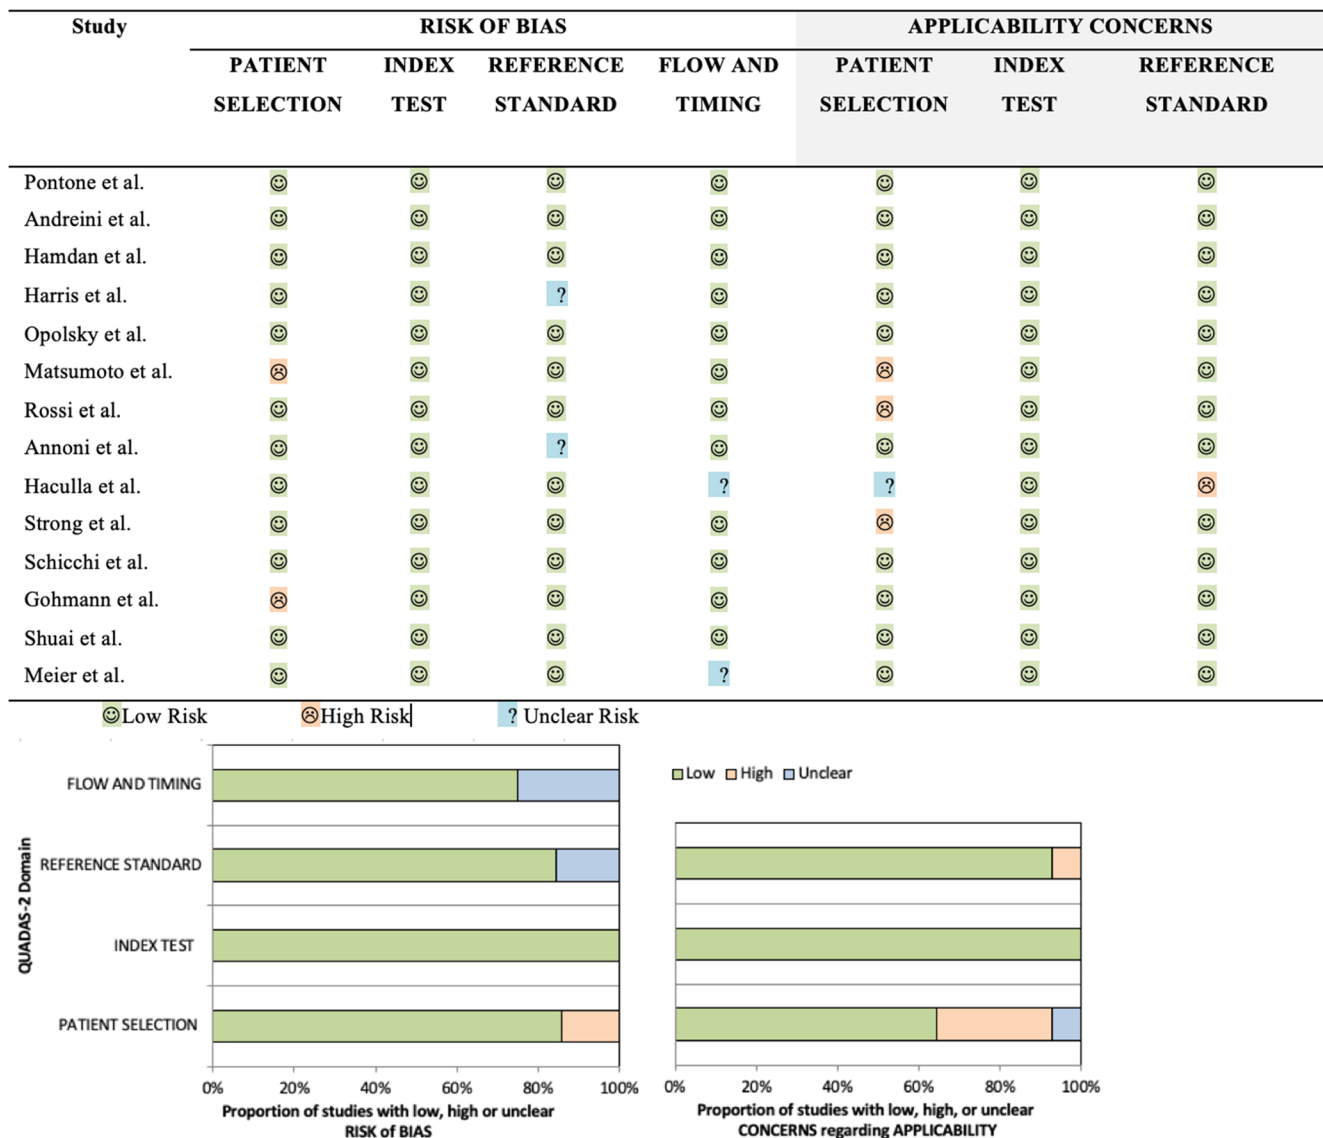 Study RISK OF BIAS APPLICABILITY CONCERNS
PATIENT INDEX REFERENCE FLOW AND PATIENT INDEX REFERENCE
SELECTION TEST STANDARD TIMING SELECTION TEST STANDARD
Pontone et al. ☺ ☺ ☺ ☺ ☺ ☺ ☺
Andreini et al. ☺ ☺ ☺ ☺ ☺ ☺ ☺
Hamdan et al. ☺ ☺ ☺ ☺ ☺ ☺ ☺
Harris et al. ☺ ☺ ? ☺ ☺ ☺ ☺
Opolsky et al. ☺ ☺ ☺ ☺ ☺ ☺ ☺
Matsumoto et al. ☹ ☺ ☺ ☺ ☹ ☺ ☺
Rossi et al. ☺ ☺ ☺ ☺ ☹ ☺ ☺
Annoni et al. ☺ ☺ ? ☺ ☺ ☺ ☺
Haculla et al. ☺ ☺ ☺ ? ? ☺ ☹
Strong et al. ☺ ☺ ☺ ☺ ☹ ☺ ☺
Schicchi et al. ☺ ☺ ☺ ☺ ☺ ☺ ☺
Gohmann et al. ☹ ☺ ☺ ☺ ☺ ☺ ☺
Shuai et al. ☺ ☺ ☺ ☺ ☺ ☺ ☺
Meier et al. ☺ ☺ ☺ ? ☺ ☺ ☺
☺Low Risk ☹High Risk ? Unclear Risk
QUADAS-2 Domain
FLOW AND TIMING
REFERENCE STANDARD
INDEX TEST
PATIENT SELECTION
0% 20% 40% 60% 80% 100%
Proportion of studies with low, high or unclear
RISK of BIAS
Low High Unclear
0% 20% 40% 60% 80% 100%
Proportion of studies with low, high, or unclear
CONCERNS regarding APPLICABILITY